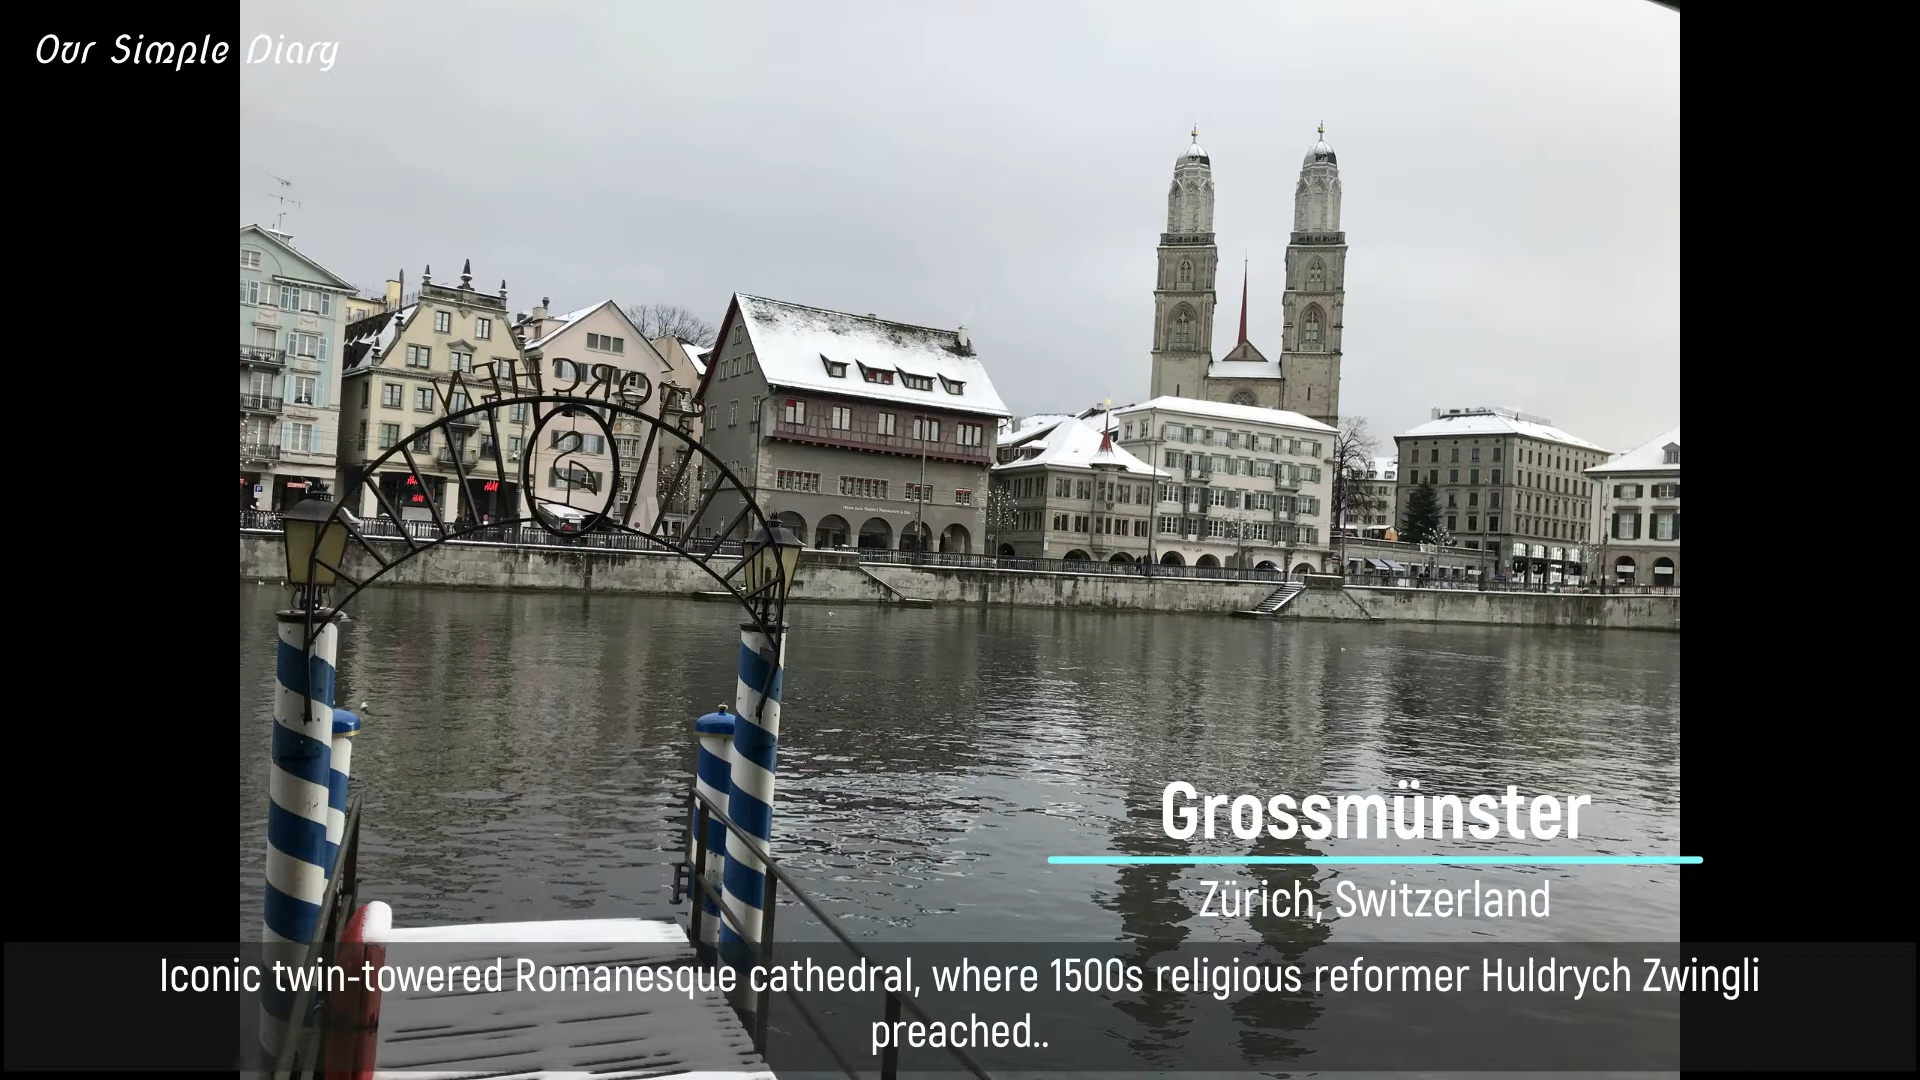 Our Simple Diary
H&M
H&M
H&M
Grossmünster
Zürich, Switzerland
Iconic twin-towered Romanesque cathedral, where 1500s religious reformer Huldrych Zwingli
preached..